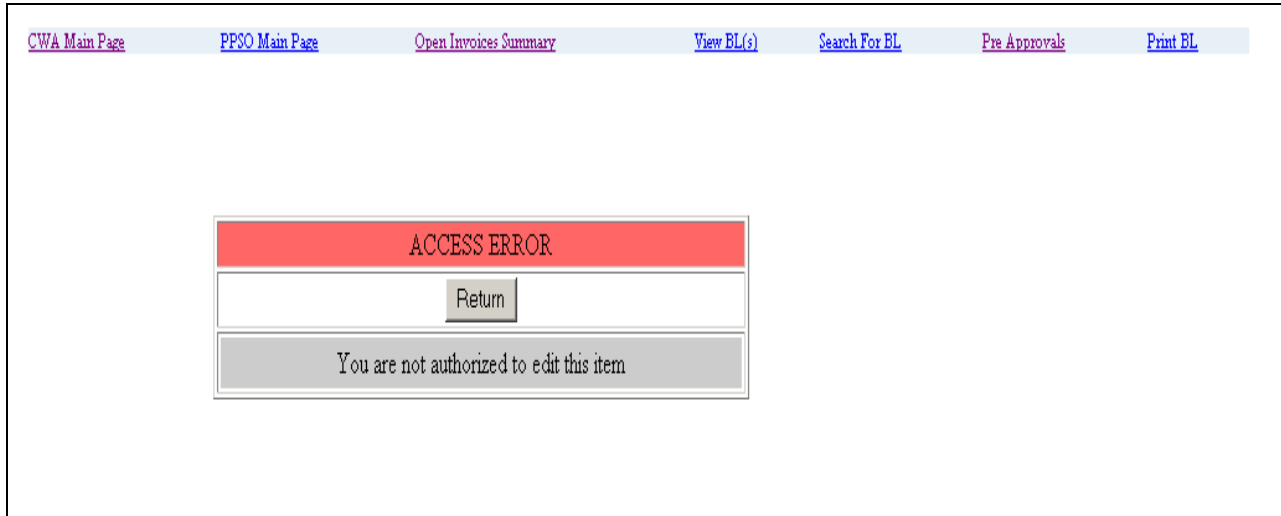 CWA Main Page PPSO Main Page Open Invoices Summary View BL(s) Search For BL Pre Approvals Print BL
ACCESS ERROR
Return
You are not authorized to edit this item